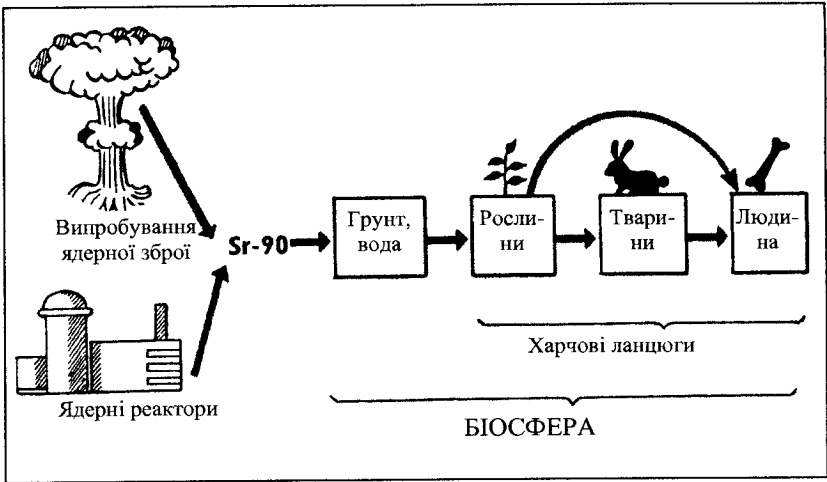 Випробування
ядерної зброї
Sr-90
Грунт,
вода
Росли-
ни
Твари-
ни
Люди-
на
Харчові ланцюги
Ядерні реактори
БІОСФЕРА